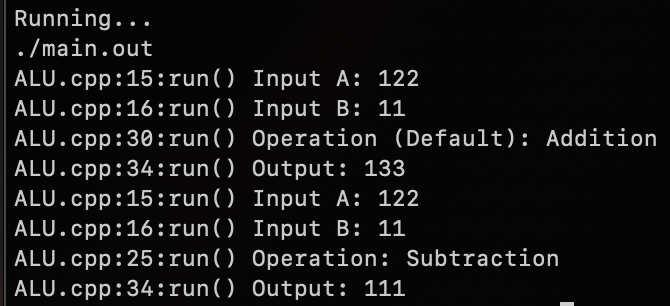 Running...
./main.out
ALU.cpp:15:run() Input A: 122
ALU.cpp:16:run() Input B: 11
ALU.cpp:30:run() Operation (Default): Addition
ALU.cpp:34:run() Output: 133
ALU.cpp:15:run() Input A: 122
ALU.cpp:16:run() Input B: 11
ALU.cpp:25:run() Operation: Subtraction
ALU.cpp:34:run() Output: 111